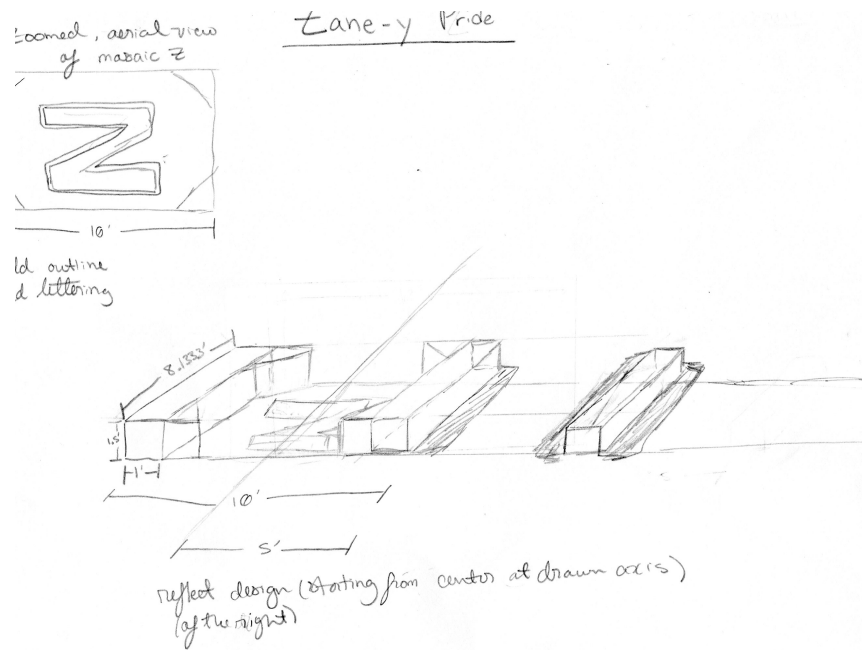 Zane-y Pride
zoomed, aerial view
of mosaic Z
Z
10'
ld outline
d lettering
8.1333'
1.5'
1'
10'
5'
reflect design (starting from center at drawn axis)
(of the right)